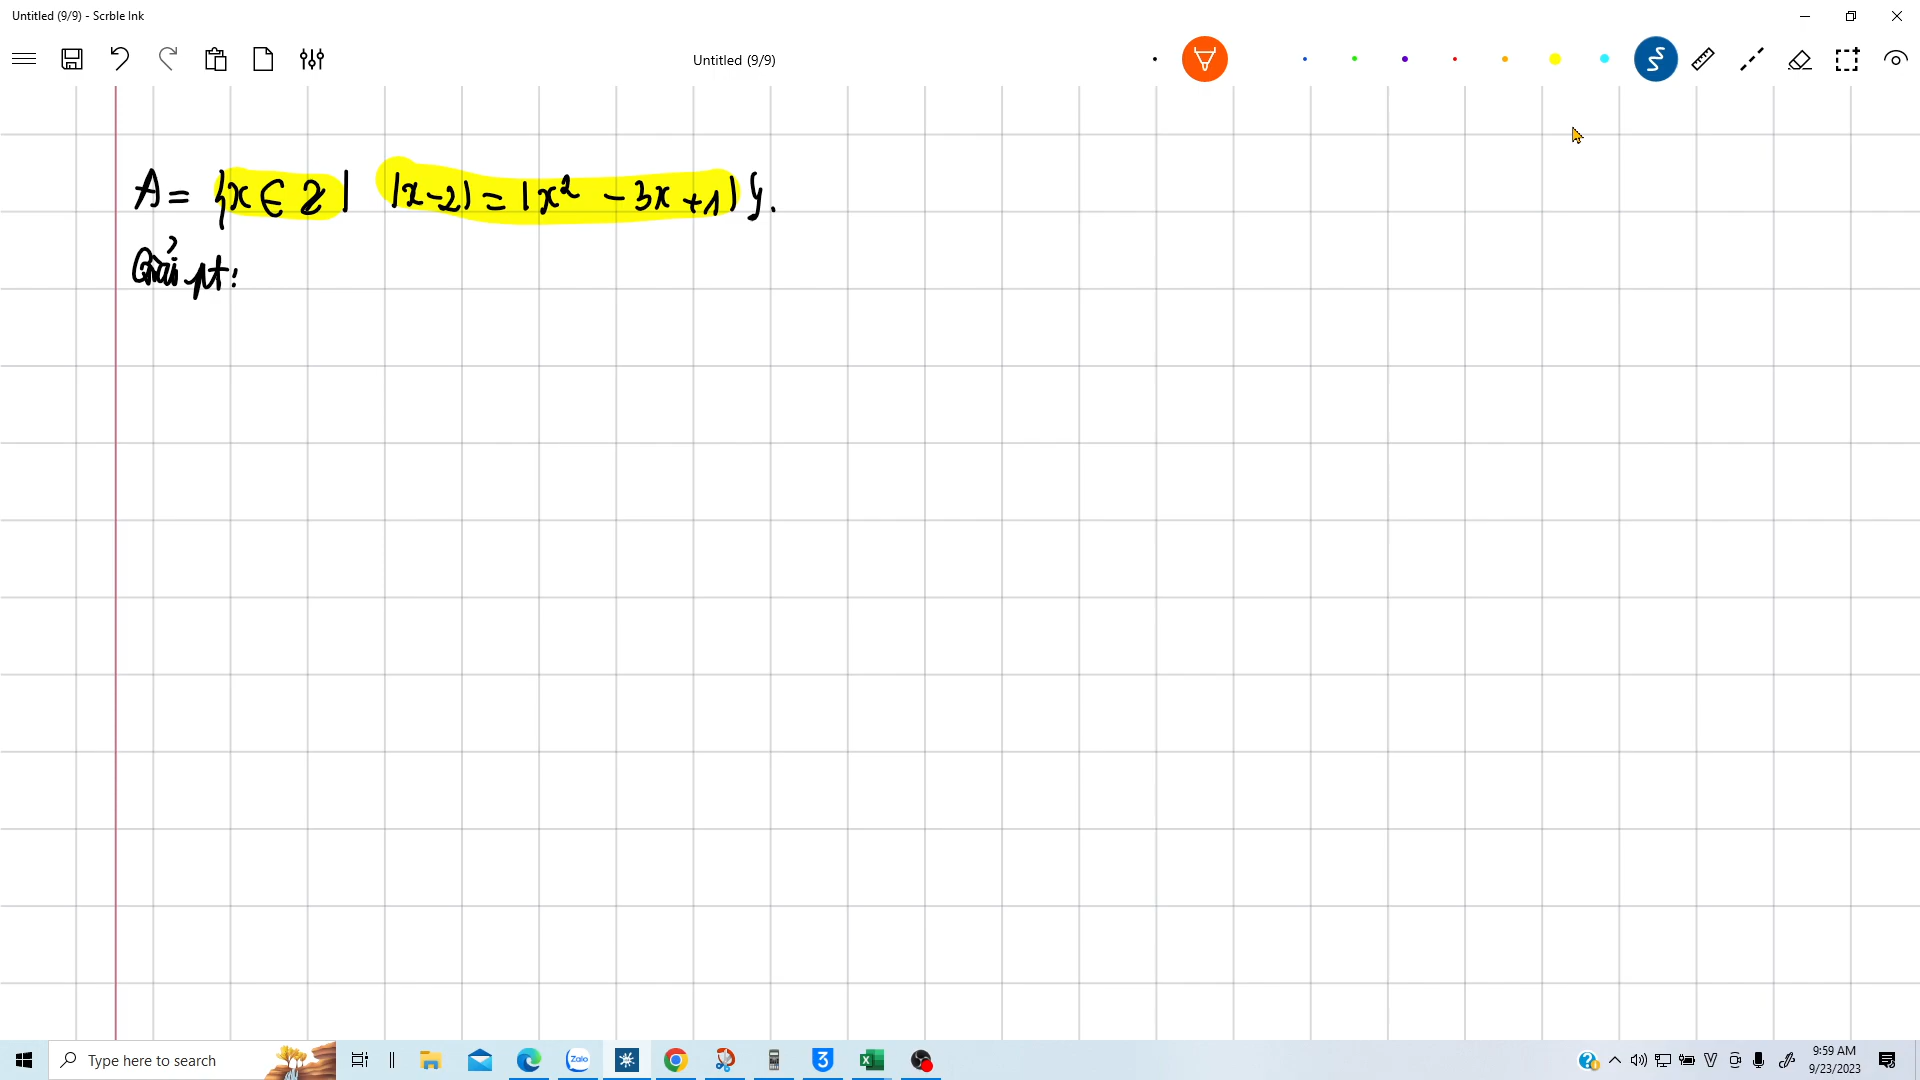 Untitled (9/9) - Scrble Ink
Untitled (9/9)
A = {x ∈ ℤ | |x-2| = |x² - 3x + 1|}.
Giải pt:
Type here to search
Zalo
9:59 AM
9/23/2023